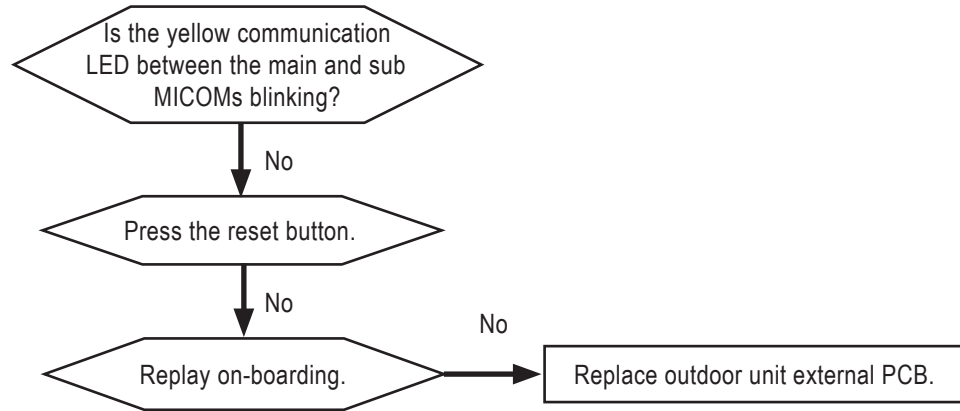 Is the yellow communication
LED between the main and sub
MICOMs blinking?
No
Press the reset button.
No
Replay on-boarding.
No
Replace outdoor unit external PCB.